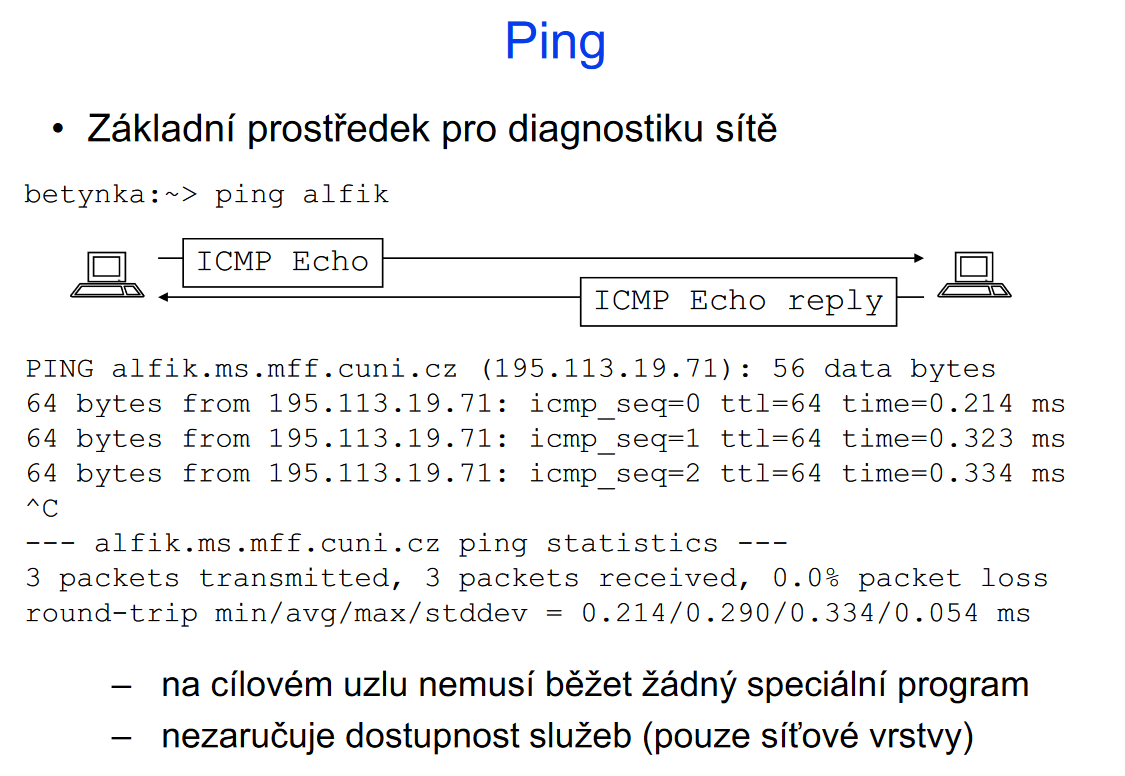 Ping
• Základní prostředek pro diagnostiku sítě
betynka:~> ping alfik
ICMP Echo
ICMP Echo reply
PING alfik.ms.mff.cuni.cz (195.113.19.71): 56 data bytes
64 bytes from 195.113.19.71: icmp_seq=0 ttl=64 time=0.214 ms
64 bytes from 195.113.19.71: icmp_seq=1 ttl=64 time=0.323 ms
64 bytes from 195.113.19.71: icmp_seq=2 ttl=64 time=0.334 ms
^C
--- alfik.ms.mff.cuni.cz ping statistics ---
3 packets transmitted, 3 packets received, 0.0% packet loss
round-trip min/avg/max/stddev = 0.214/0.290/0.334/0.054 ms
– na cílovém uzlu nemusí běžet žádný speciální program
– nezaručuje dostupnost služeb (pouze síťové vrstvy)